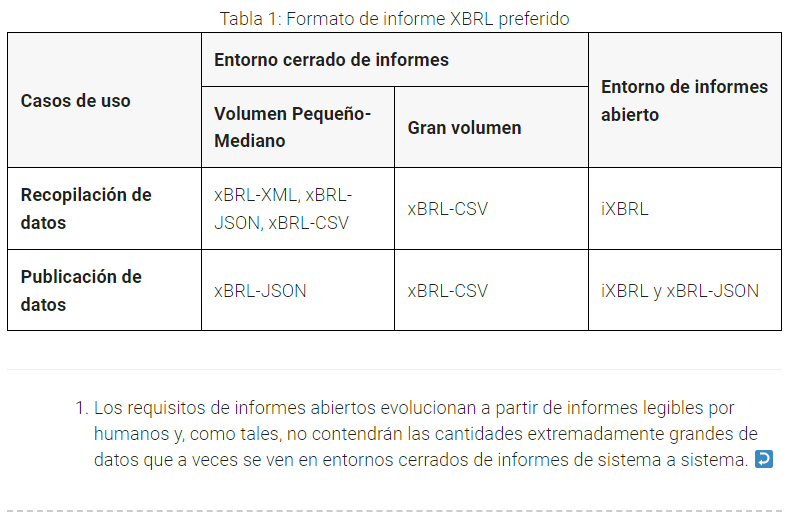 Tabla 1: Formato de informe XBRL preferido
Casos de uso
Entorno cerrado de informes
Entorno de informes
abierto
Volumen Pequeño-
Mediano
Gran volumen
Recopilación de
datos
xBRL-XML, xBRL-
JSON, xBRL-CSV
xBRL-CSV
iXBRL
Publicación de
datos
xBRL-JSON
xBRL-CSV
iXBRL y xBRL-JSON
1. Los requisitos de informes abiertos evolucionan a partir de informes legibles por
humanos y, como tales, no contendrán las cantidades extremadamente grandes de
datos que a veces se ven en entornos cerrados de informes de sistema a sistema.